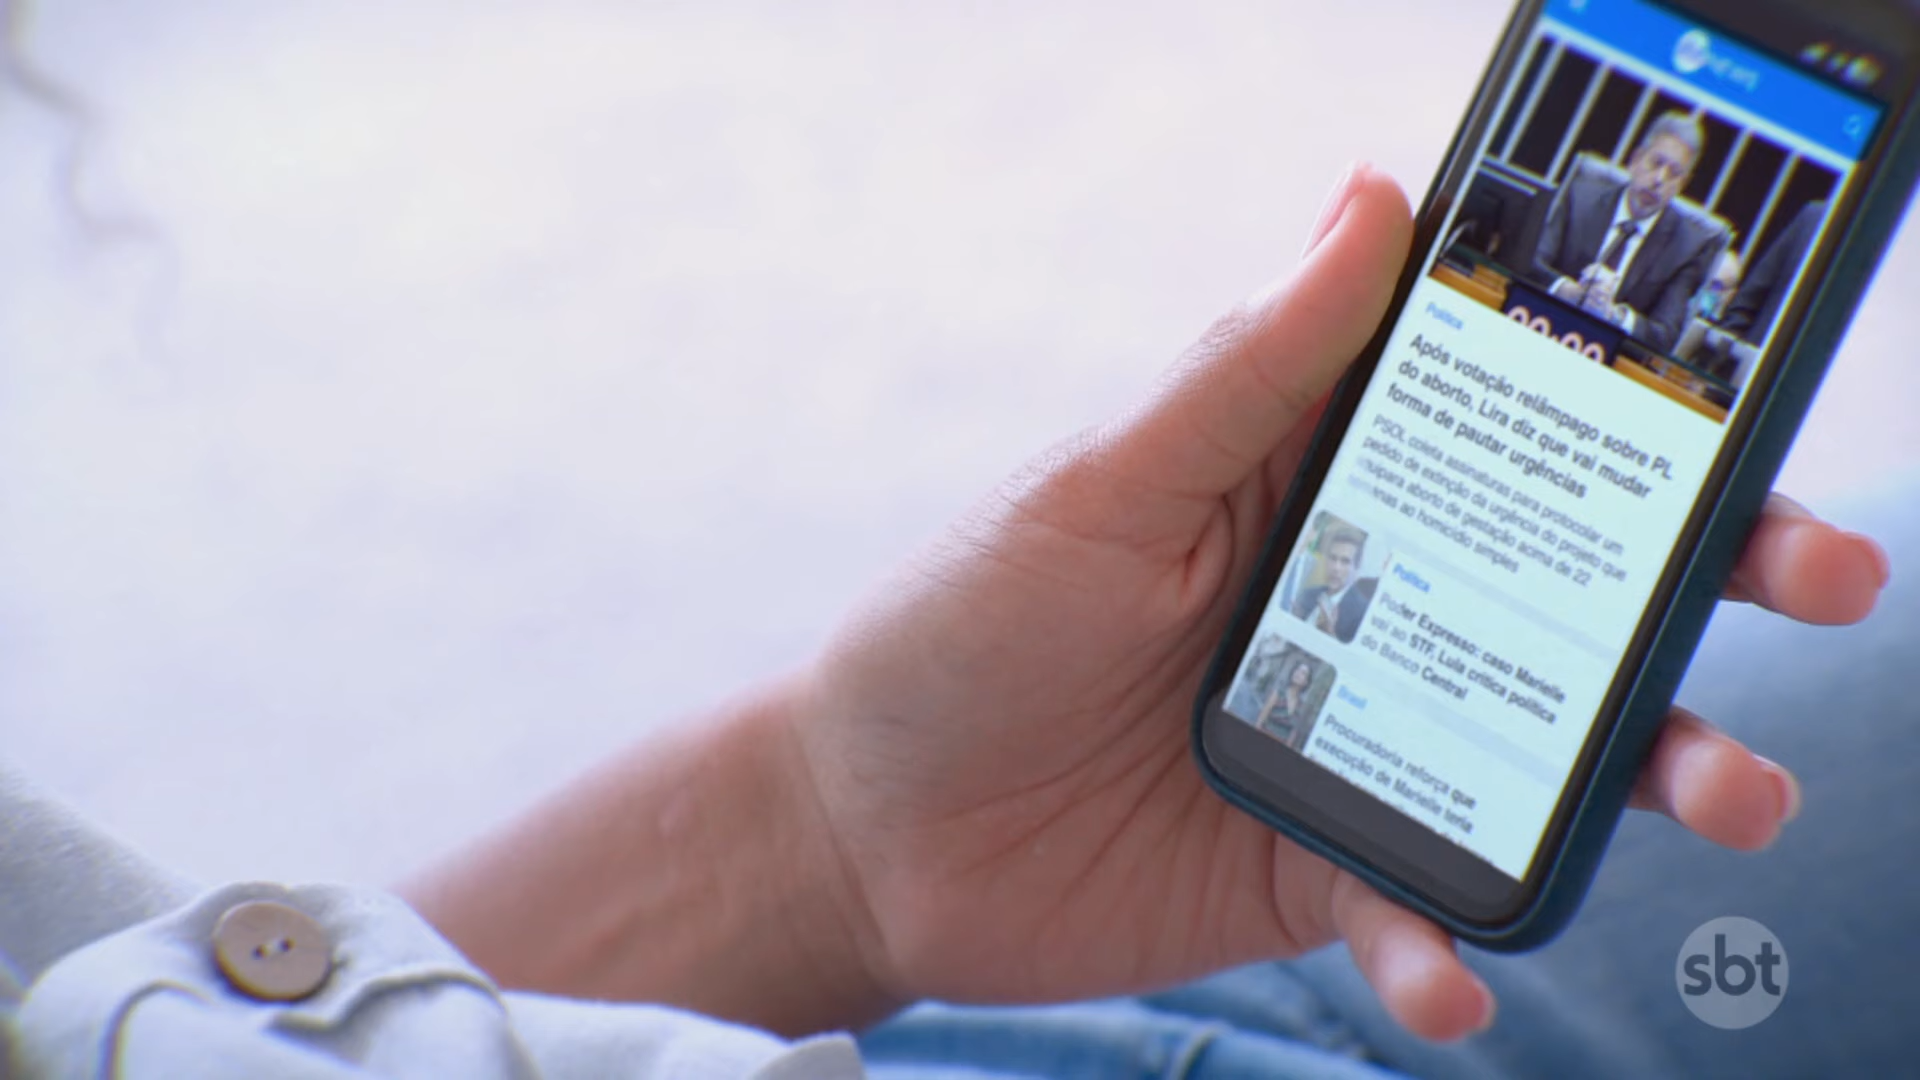 news
00:00
Política
Após votação relâmpago sobre PL
do aborto, Lira diz que vai mudar
forma de pautar urgências
PSOL coleta assinaturas para protocolar um
pedido de extinção da urgência do projeto que
equipara aborto de gestação acima de 22
ao homicídio simples
Política
Poder Expresso: caso Marielle
vai ao STF, Lula critica política
do Banco Central
Brasil
Procuradoria reforça que
execução de Marielle teria
sbt